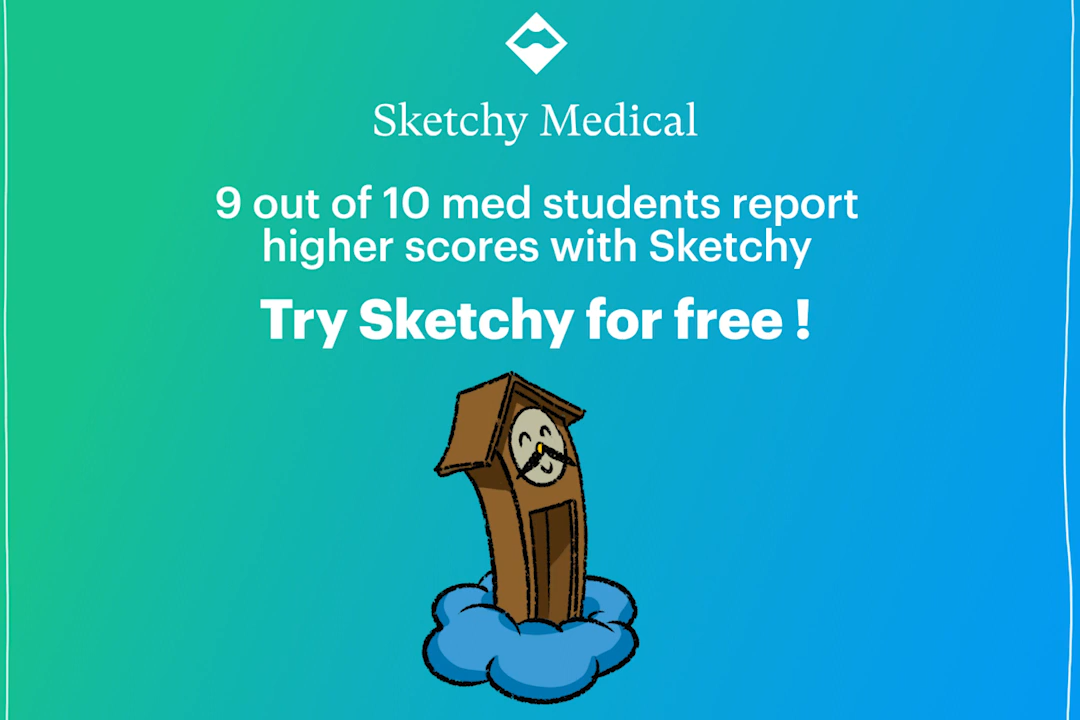 Sketchy Medical
9 out of 10 med students report
higher scores with Sketchy
Try Sketchy for free !